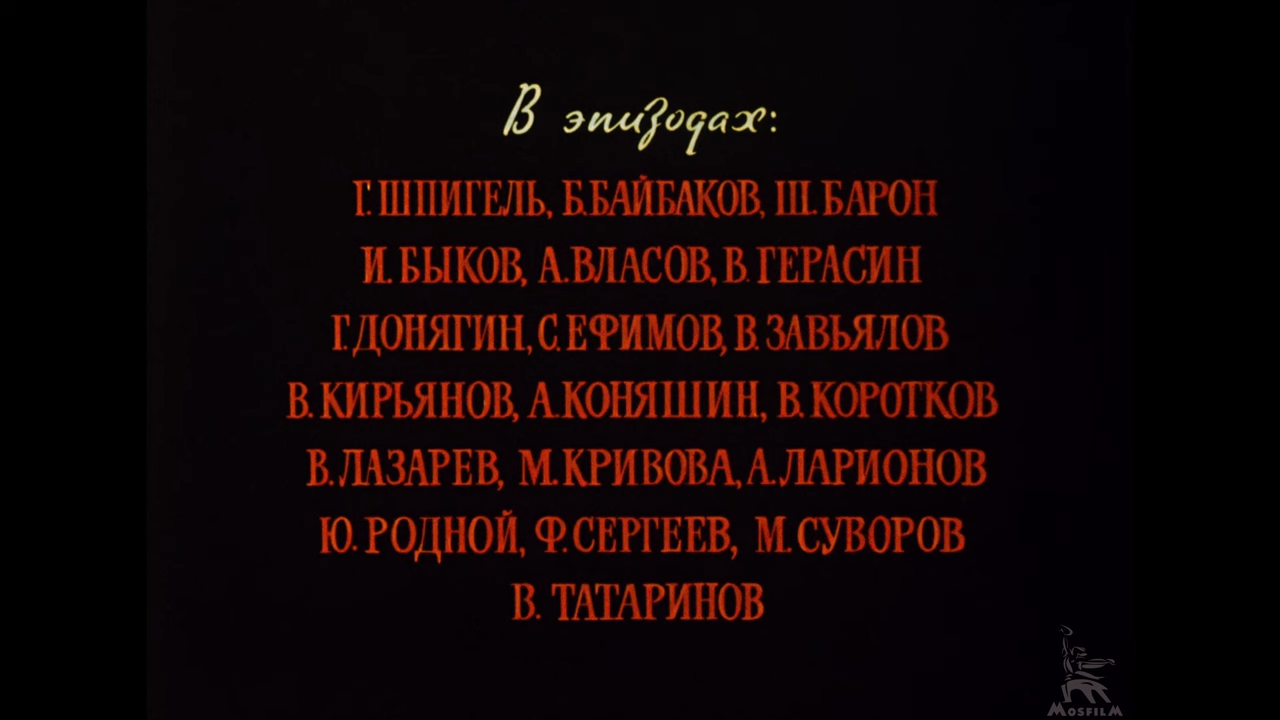 В эпизодах:
Г. ШПИГЕЛЬ, Б. БАЙБАКОВ, Ш. БАРОН
И. БЫКОВ, А. ВЛАСОВ, В. ГЕРАСИН
Г. ДОНЯГИН, С. ЕФИМОВ, В. ЗАВЬЯЛОВ
В. КИРЬЯНОВ, А. КОНЯШИН, В. КОРОТКОВ
В. ЛАЗАРЕВ, М. КРИВОВА, А. ЛАРИОНОВ
Ю. РОДНОЙ, Ф. СЕРГЕЕВ, М. СУВОРОВ
В. ТАТАРИНОВ
MOSFILM